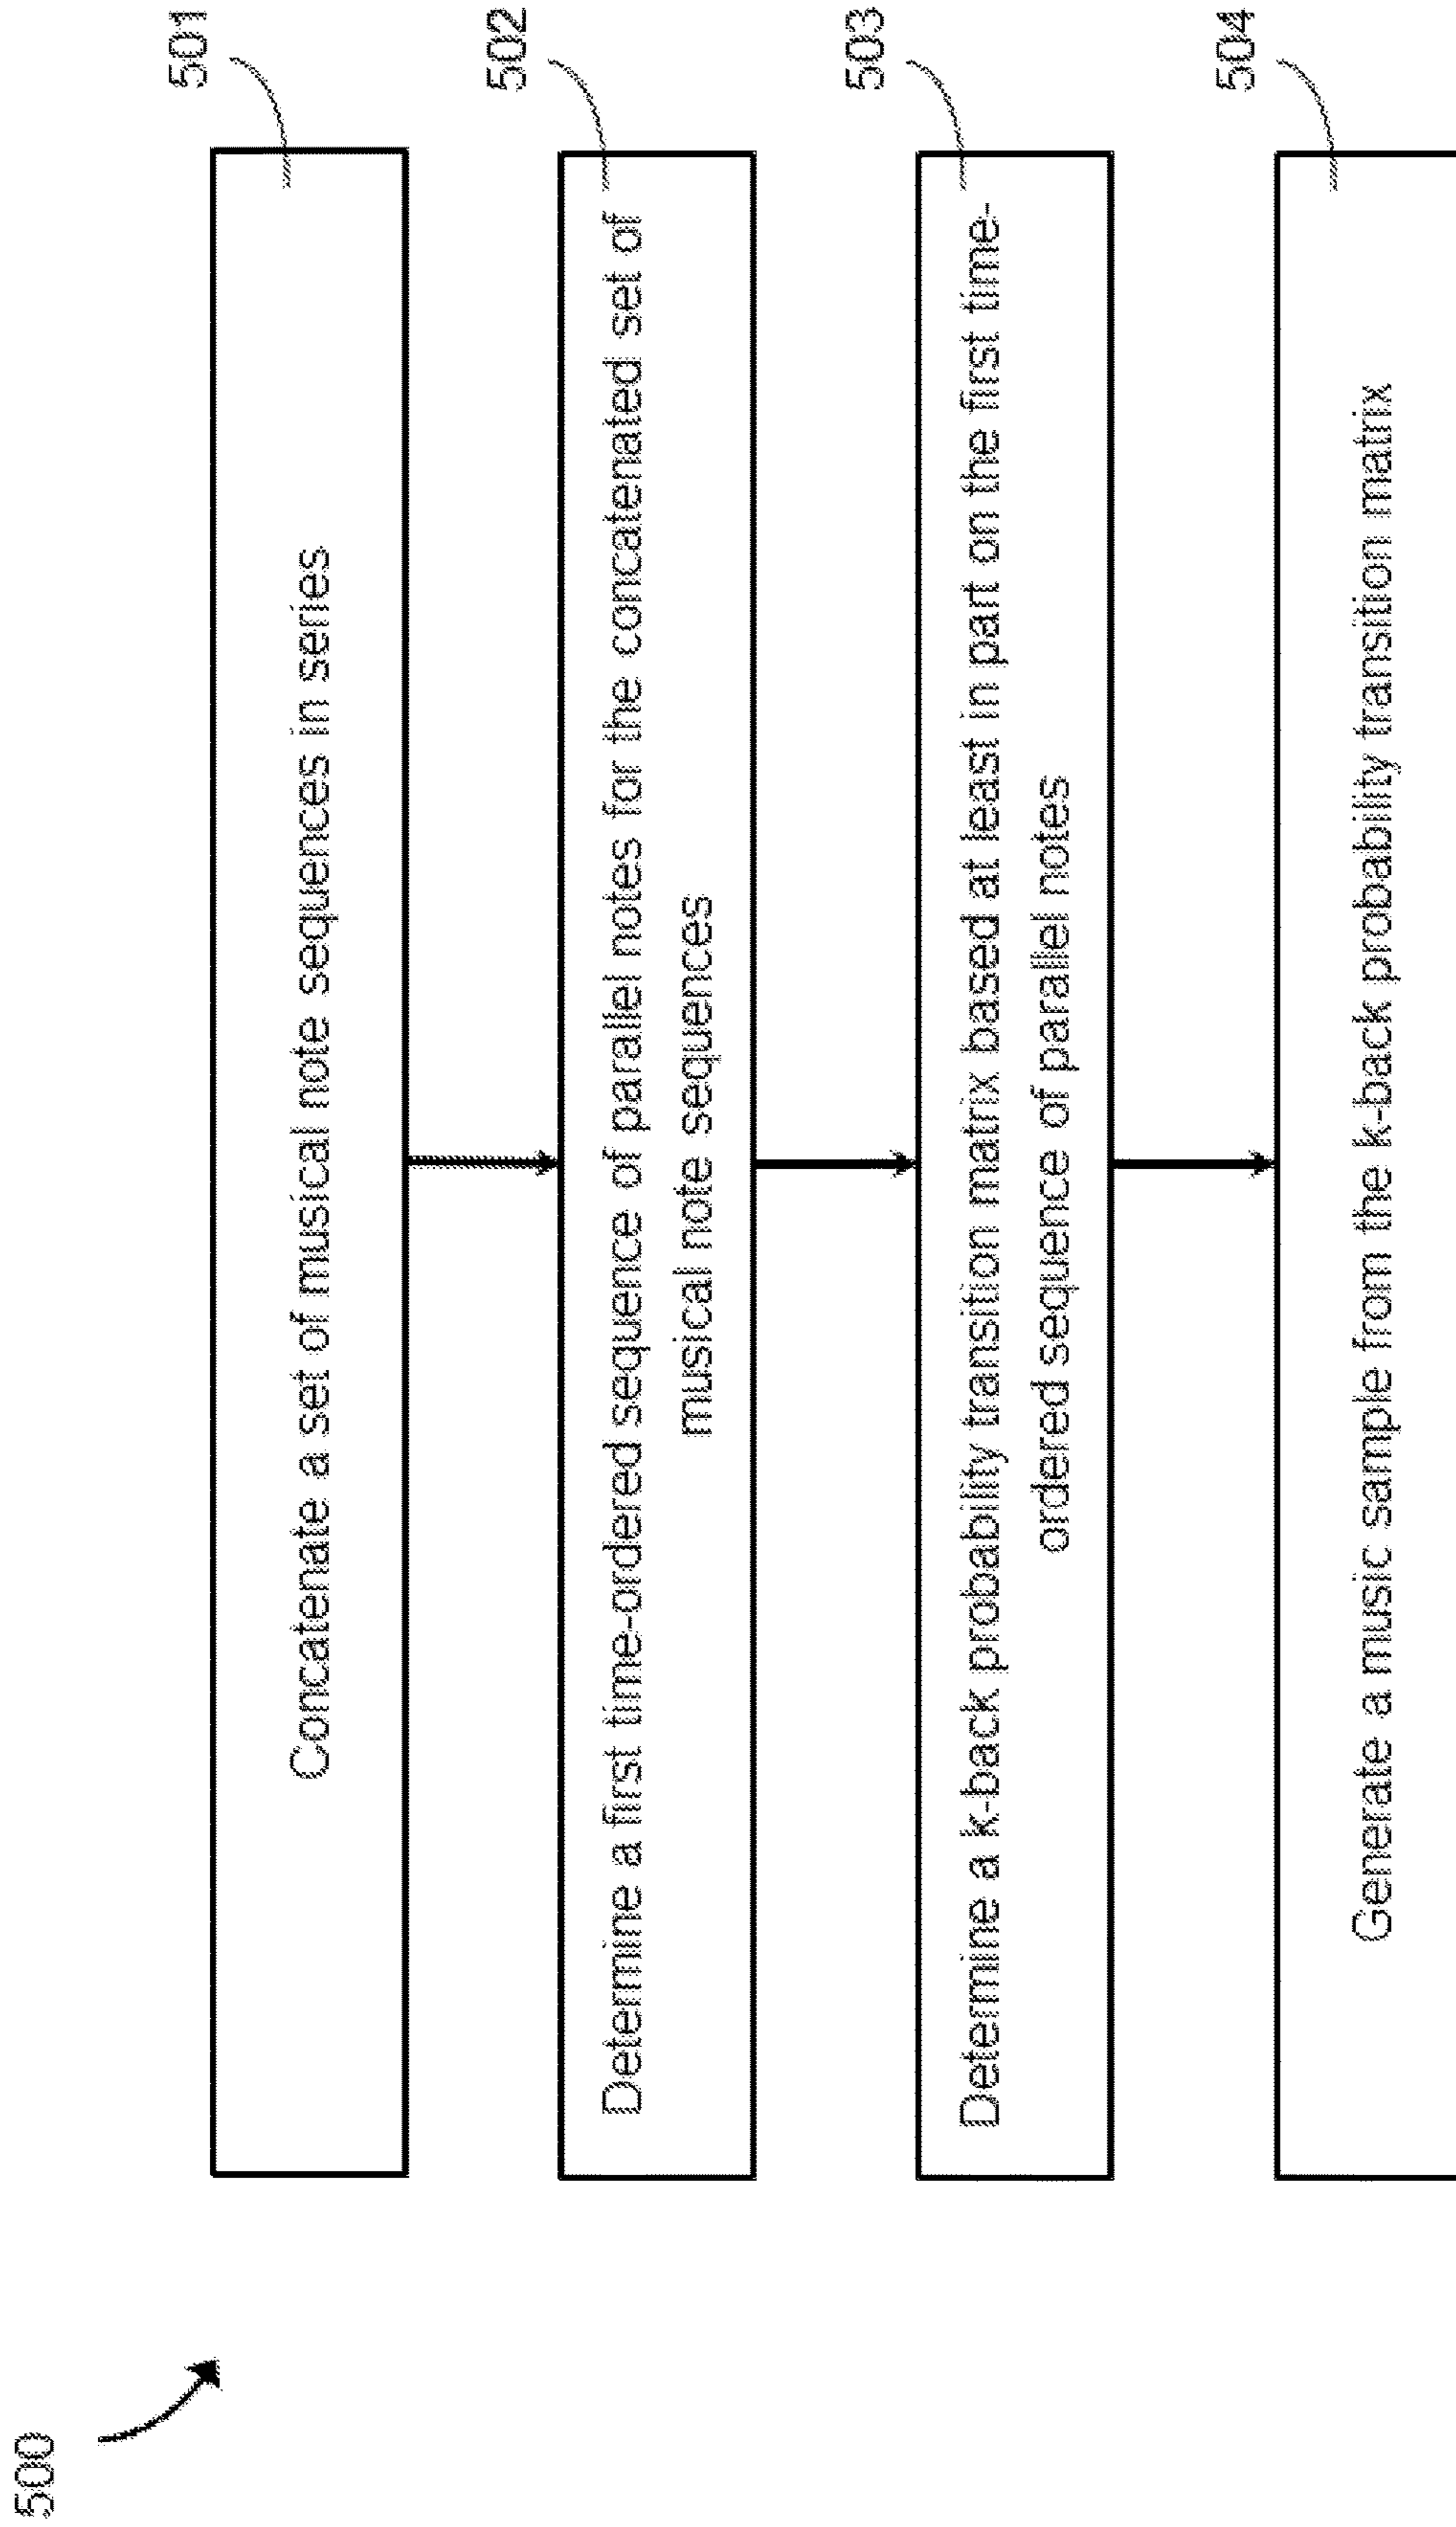 500
501
Concatenate a set of musical note sequences in series
502
Determine a first time-ordered sequence of parallel notes for the concatenated set of
musical note sequences
503
Determine a k-back probability transition matrix based at least in part on the first time-
ordered sequence of parallel notes
504
Generate a music sample from the k-back probability transition matrix